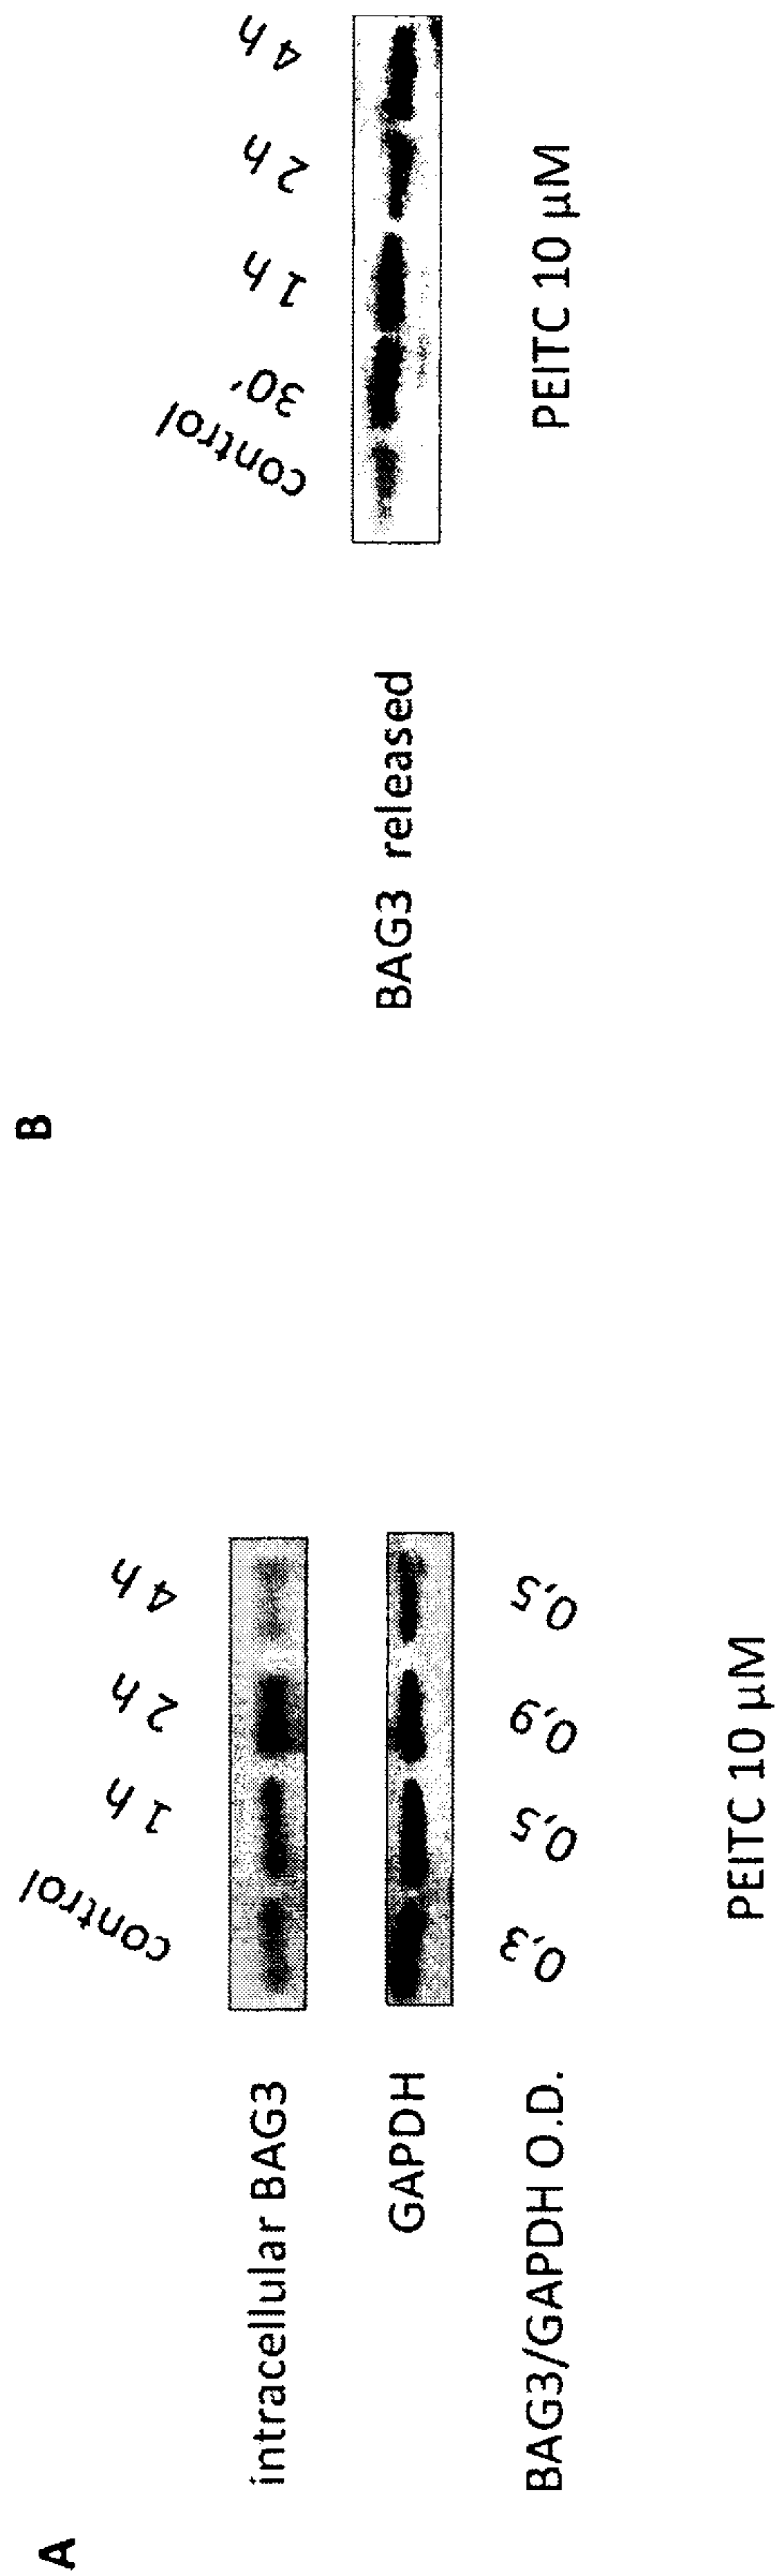 A
control 1 h 2 h 4 h
intracellular BAG3
GAPDH
BAG3/GAPDH O.D. 0,3 0,5 0,9 0,5
PEITC 10 µM
B
control 30' 1 h 2 h 4 h
BAG3 released
PEITC 10 µM